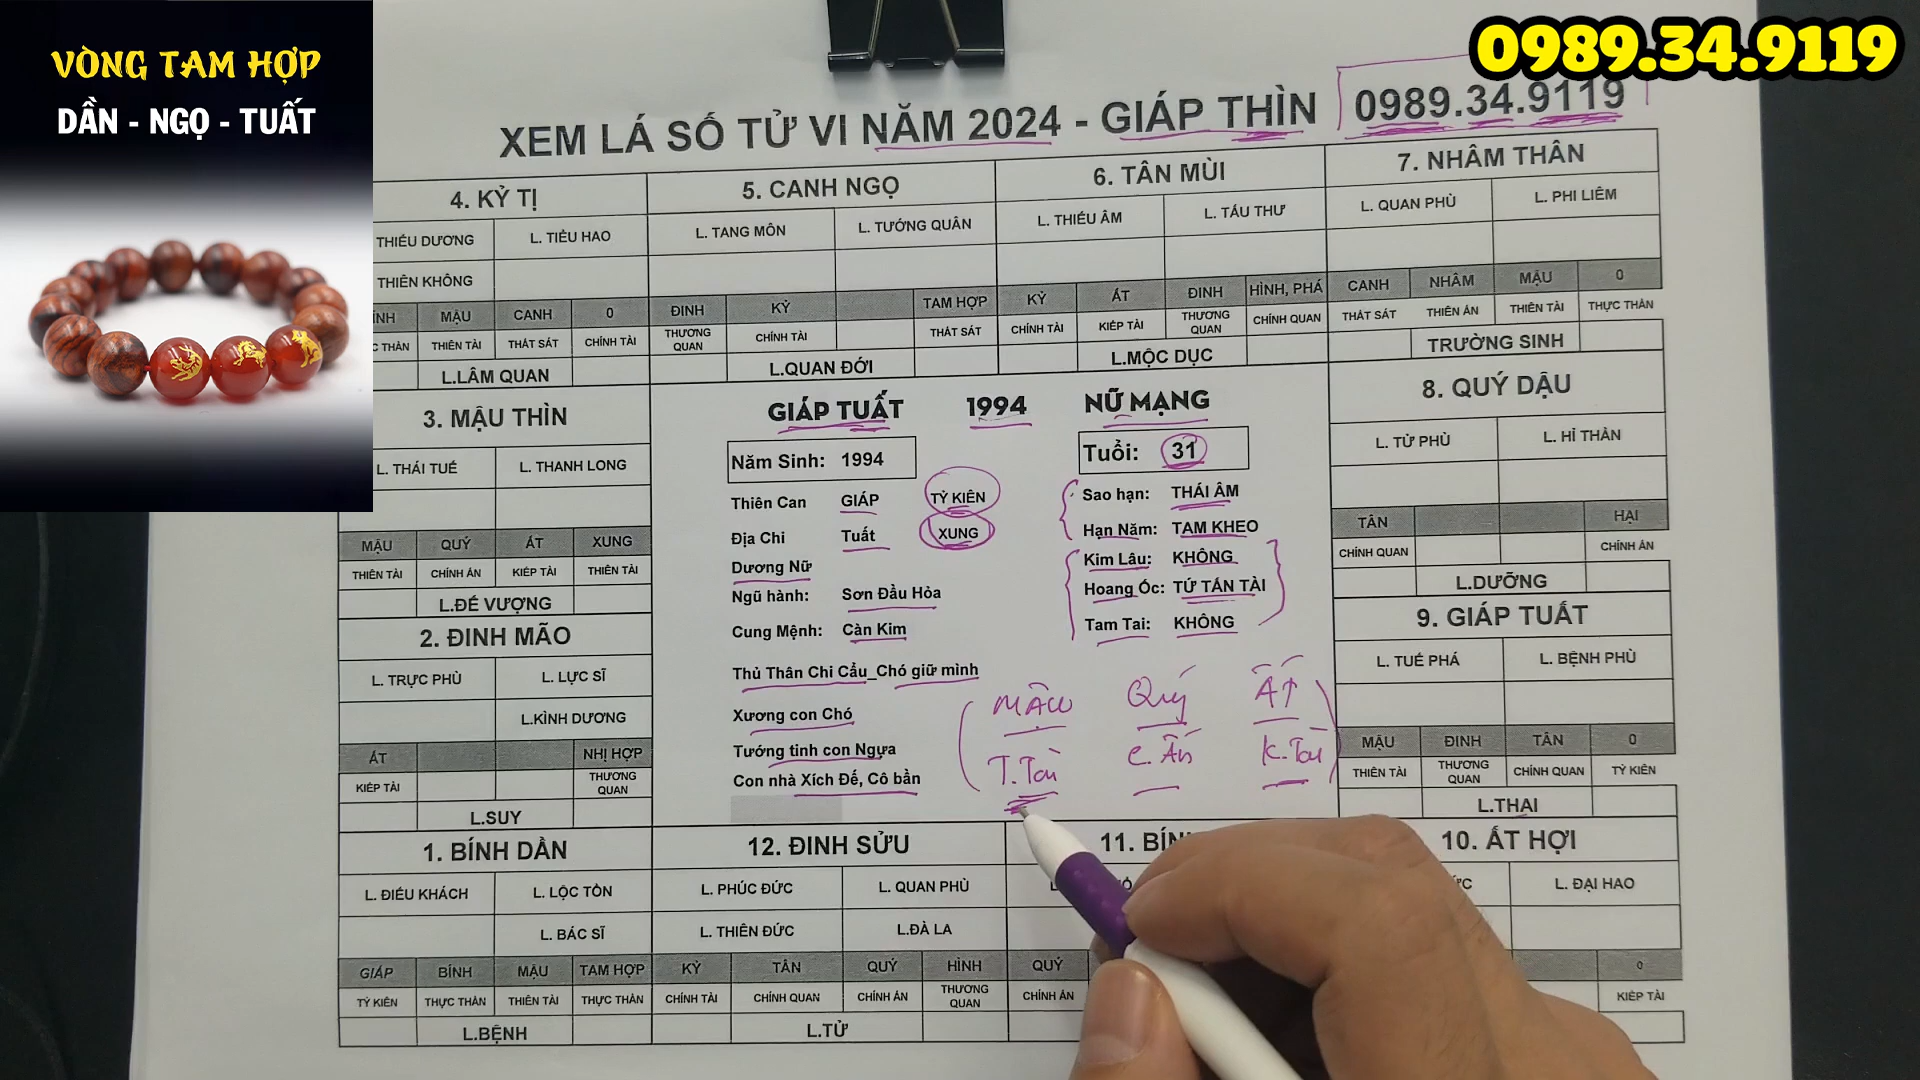 VÒNG TAM HỢP
DẦN - NGỌ - TUẤT
0989.34.9119
XEM LÁ SỐ TỬ VI NĂM 2024 - GIÁP THÌN 0989.34.9119
4. KỶ TỊ
THIẾU DƯƠNG L. TIỂU HAO
THIÊN KHÔNG
MẬU CANH 0
THIÊN TÀI THẤT SÁT CHÍNH TÀI
L.LÂM QUAN
5. CANH NGỌ
L. TANG MÔN L. TƯỚNG QUÂN
ĐINH KỶ TAM HỢP
THƯƠNG QUAN CHÍNH TÀI THẤT SÁT
L.QUAN ĐỚI
6. TÂN MÙI
L. THIẾU ÂM L. TẤU THƯ
KỶ ẤT ĐINH HÌNH, PHÁ
CHÍNH TÀI KIẾP TÀI THƯƠNG QUAN CHÍNH QUAN
L.MỘC DỤC
7. NHÂM THÂN
L. QUAN PHỦ L. PHI LIÊM
CANH NHÂM MẬU 0
THẤT SÁT THIÊN ẤN THIÊN TÀI THỰC THẦN
TRƯỜNG SINH
3. MẬU THÌN
L. THÁI TUẾ L. THANH LONG
MẬU QUÝ ẤT XUNG
THIÊN TÀI CHÍNH ẤN KIẾP TÀI THIÊN TÀI
L.ĐẾ VƯỢNG
GIÁP TUẤT 1994 NỮ MẠNG
Năm Sinh: 1994 Tuổi: 31
Thiên Can GIÁP TỶ KIÊN
Sao hạn: THÁI ÂM
Địa Chi Tuất XUNG
Hạn Năm: TAM KHEO
Dương Nữ
Kim Lâu: KHÔNG
Ngũ hành: Sơn Đầu Hỏa
Hoang Ốc: TỨ TẤN TÀI
Cung Mệnh: Càn Kim
Tam Tai: KHÔNG
Thủ Thân Chi Cẩu_Chó giữ mình
Xương con Chó
Tướng tinh con Ngựa
Con nhà Xích Đế, Cô bần
MẬU Quý ẤT
T.Tài C.Ấn K.Tài
8. QUÝ DẬU
L. TỬ PHÙ L. HỈ THẦN
TÂN HẠI
CHÍNH QUAN CHÍNH ẤN
L.DƯỠNG
2. ĐINH MÃO
L. TRỰC PHÙ L. LỰC SĨ
L.KÌNH DƯƠNG
ẤT NHỊ HỢP
KIẾP TÀI THƯƠNG QUAN
L.SUY
9. GIÁP TUẤT
L. TUẾ PHÁ L. BỆNH PHÙ
MẬU ĐINH TÂN 0
THIÊN TÀI THƯƠNG QUAN CHÍNH QUAN TỶ KIÊN
L.THAI
1. BÍNH DẦN
L. ĐIẾU KHÁCH L. LỘC TỒN
L. BÁC SĨ
GIÁP BÍNH MẬU TAM HỢP
TỶ KIÊN THỰC THẦN THIÊN TÀI THỰC THẦN
L.BỆNH
12. ĐINH SỬU
L. PHÚC ĐỨC L. QUAN PHỦ
L. THIÊN ĐỨC L.ĐÀ LA
KỶ TÂN QUÝ HÌNH
CHÍNH TÀI CHÍNH QUAN CHÍNH ẤN THƯƠNG QUAN
L.TỬ
11.
QUÝ
CHÍNH ẤN
10. ẤT HỢI
L. ĐẠI HAO
0
KIẾP TÀI